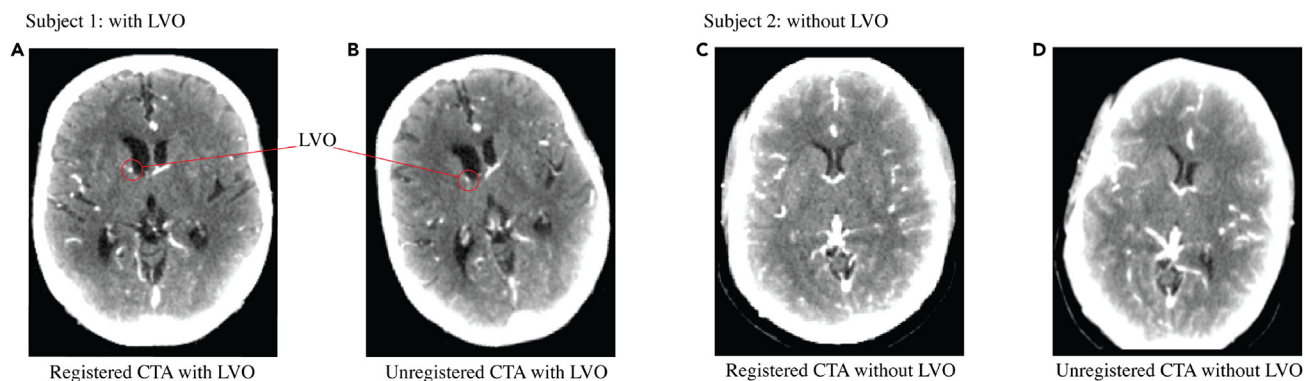 Subject 1: with LVO
Subject 2: without LVO
A
B
C
D
LVO
Registered CTA with LVO
Unregistered CTA with LVO
Registered CTA without LVO
Unregistered CTA without LVO